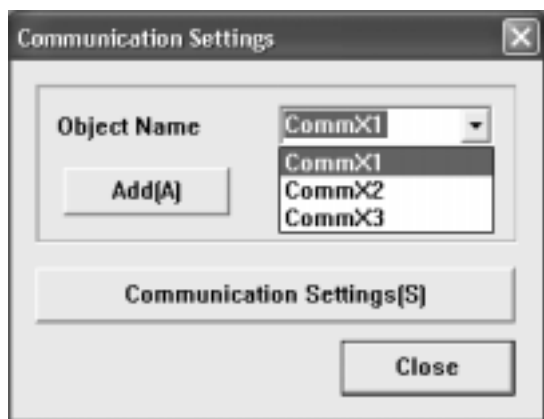 Communication Settings
Object Name
CommX1
CommX1
Add(A)
CommX2
CommX3
Communication Settings(S)
Close